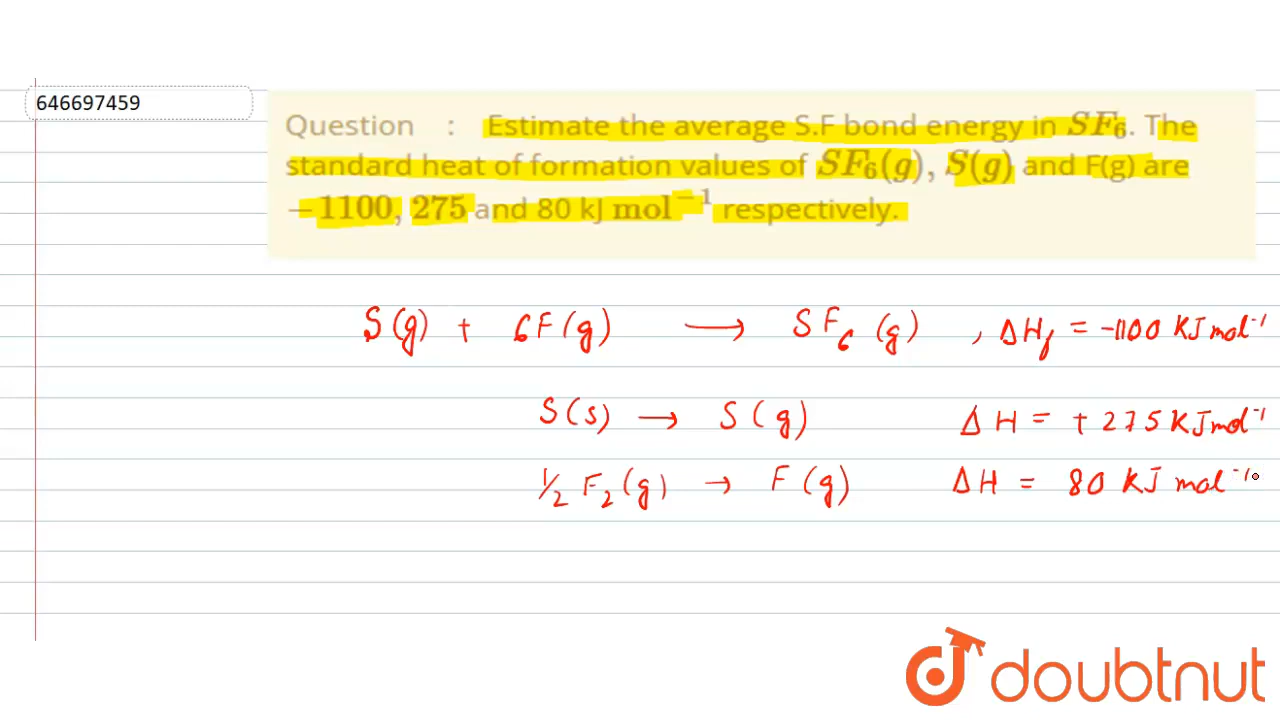 646697459
Question : Estimate the average S.F bond energy in SF₆. The
standard heat of formation values of SF₆(g), S(g) and F(g) are
−1100, 275 and 80 kJ mol⁻¹ respectively.
S(g) + 6F(g) ⟶ SF₆(g) , ΔH_f = −1100 KJ mol⁻¹
S(s) ⟶ S(g) ΔH = +275 KJ mol⁻¹
1/2 F₂(g) → F(g) ΔH = 80 KJ mol⁻¹
doubtnut